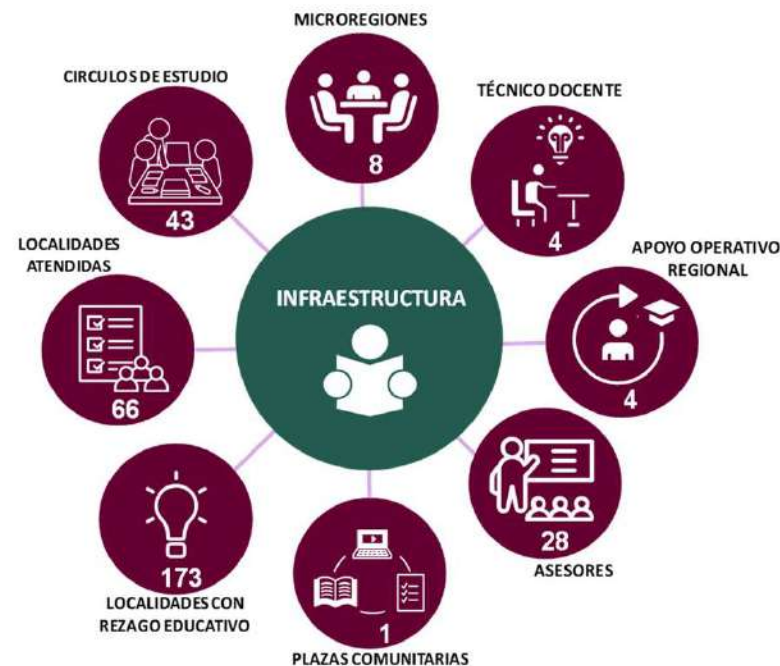 MICROREGIONES
8
TÉCNICO DOCENTE
4
APOYO OPERATIVO
REGIONAL
4
28
ASESORES
1
PLAZAS COMUNITARIAS
173
LOCALIDADES CON
REZAGO EDUCATIVO
LOCALIDADES
ATENDIDAS
66
CIRCULOS DE ESTUDIO
43
INFRAESTRUCTURA